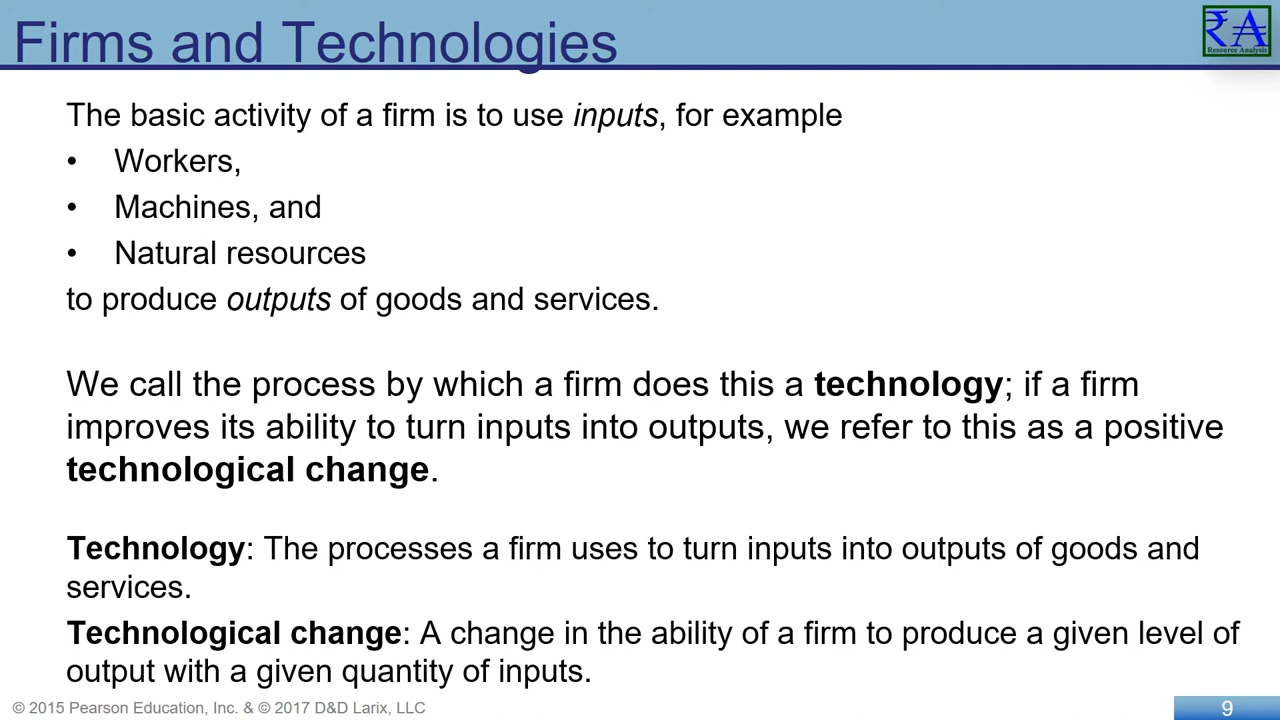 Firms and Technologies
₹A
Resource Analysis
The basic activity of a firm is to use inputs, for example
• Workers,
• Machines, and
• Natural resources
to produce outputs of goods and services.
We call the process by which a firm does this a technology; if a firm
improves its ability to turn inputs into outputs, we refer to this as a positive
technological change.
Technology: The processes a firm uses to turn inputs into outputs of goods and
services.
Technological change: A change in the ability of a firm to produce a given level of
output with a given quantity of inputs.
© 2015 Pearson Education, Inc. & © 2017 D&D Larix, LLC
9